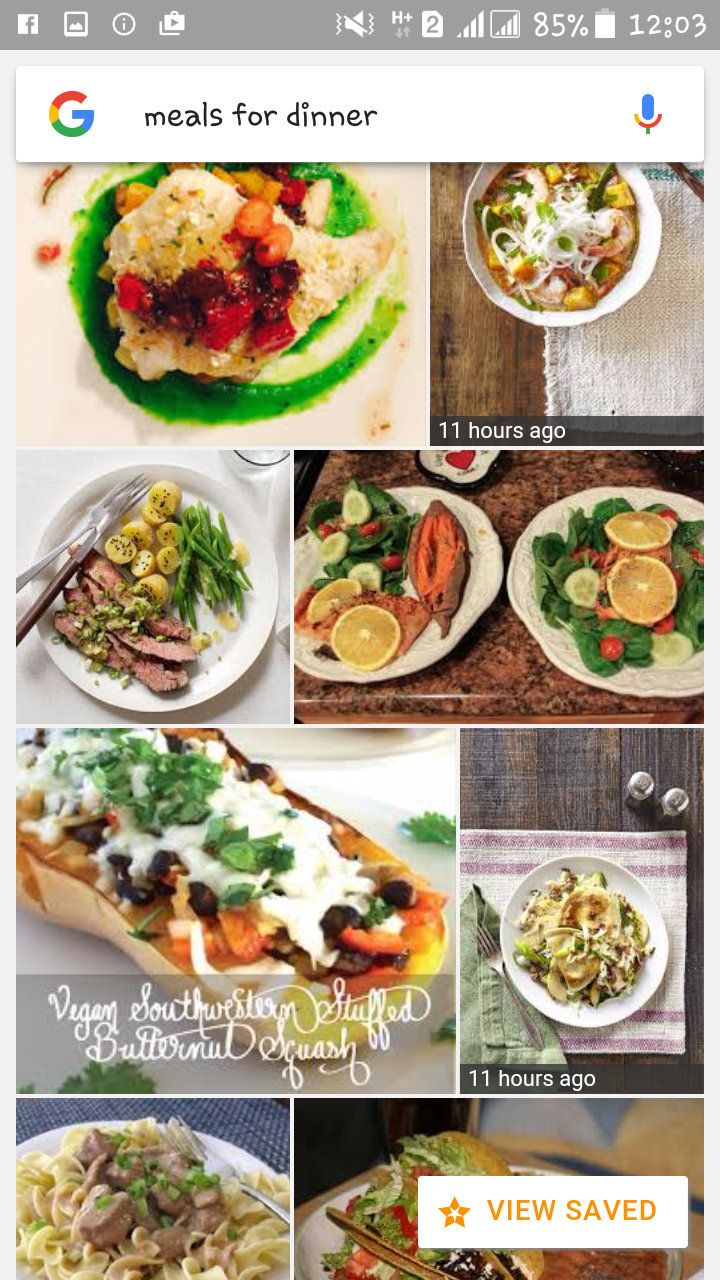 H+ 2 85% 12:03
meals for dinner
11 hours ago
Vegan Southwestern Stuffed
Butternut Squash
11 hours ago
VIEW SAVED